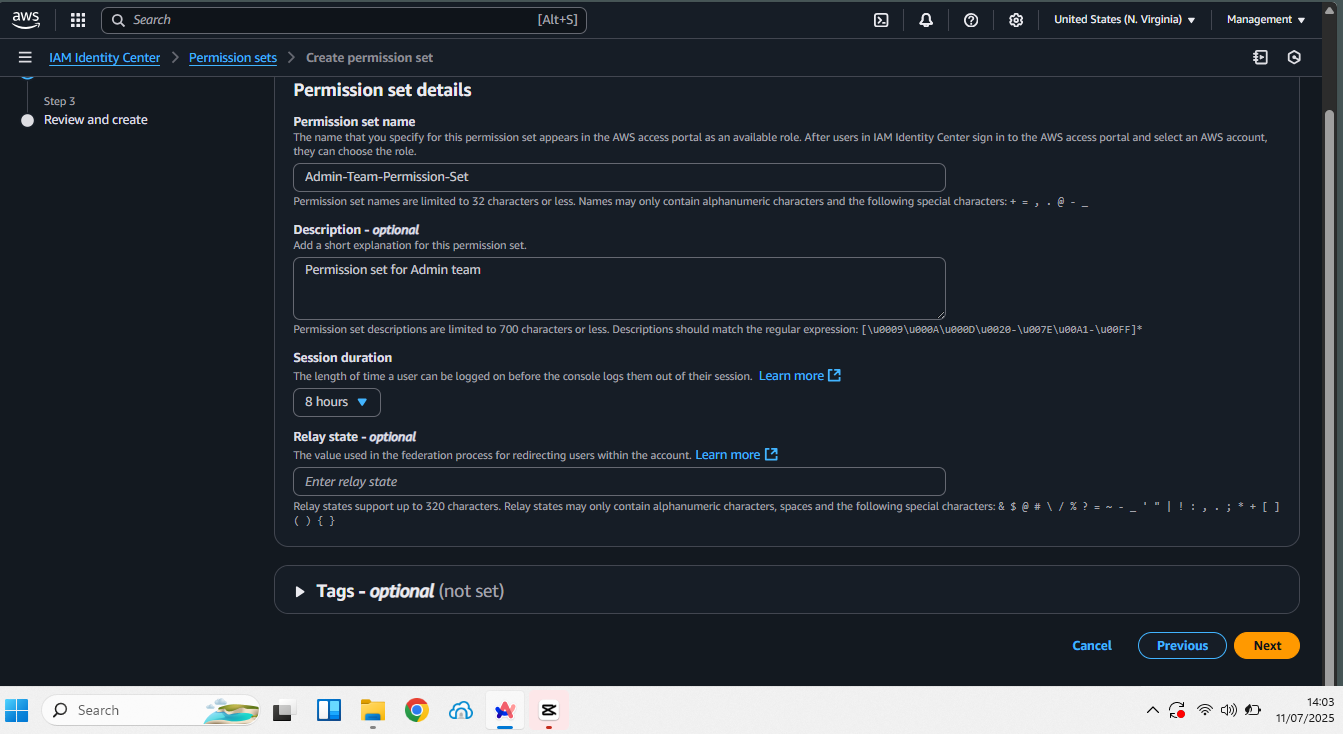 aws
Search [Alt+S]
United States (N. Virginia) ▼
Management ▼
IAM Identity Center > Permission sets > Create permission set
Step 3
Review and create
Permission set details
Permission set name
The name that you specify for this permission set appears in the AWS access portal as an available role. After users in IAM Identity Center sign in to the AWS access portal and select an AWS account,
they can choose the role.
Admin-Team-Permission-Set
Permission set names are limited to 32 characters or less. Names may only contain alphanumeric characters and the following special characters: + = , . @ - _
Description - optional
Add a short explanation for this permission set.
Permission set for Admin team
Permission set descriptions are limited to 700 characters or less. Descriptions should match the regular expression: [\u0009\u000A\u000D\u0020-\u007E\u00A1-\u00FF]*
Session duration
The length of time a user can be logged on before the console logs them out of their session. Learn more
8 hours ▼
Relay state - optional
The value used in the federation process for redirecting users within the account. Learn more
Enter relay state
Relay states support up to 320 characters. Relay states may only contain alphanumeric characters, spaces and the following special characters: & $ @ # \ / % ? = ~ - _ ' " | ! : , . ; * + [ ]
( ) { }
Tags - optional (not set)
Cancel
Previous
Next
Search
14:03
11/07/2025